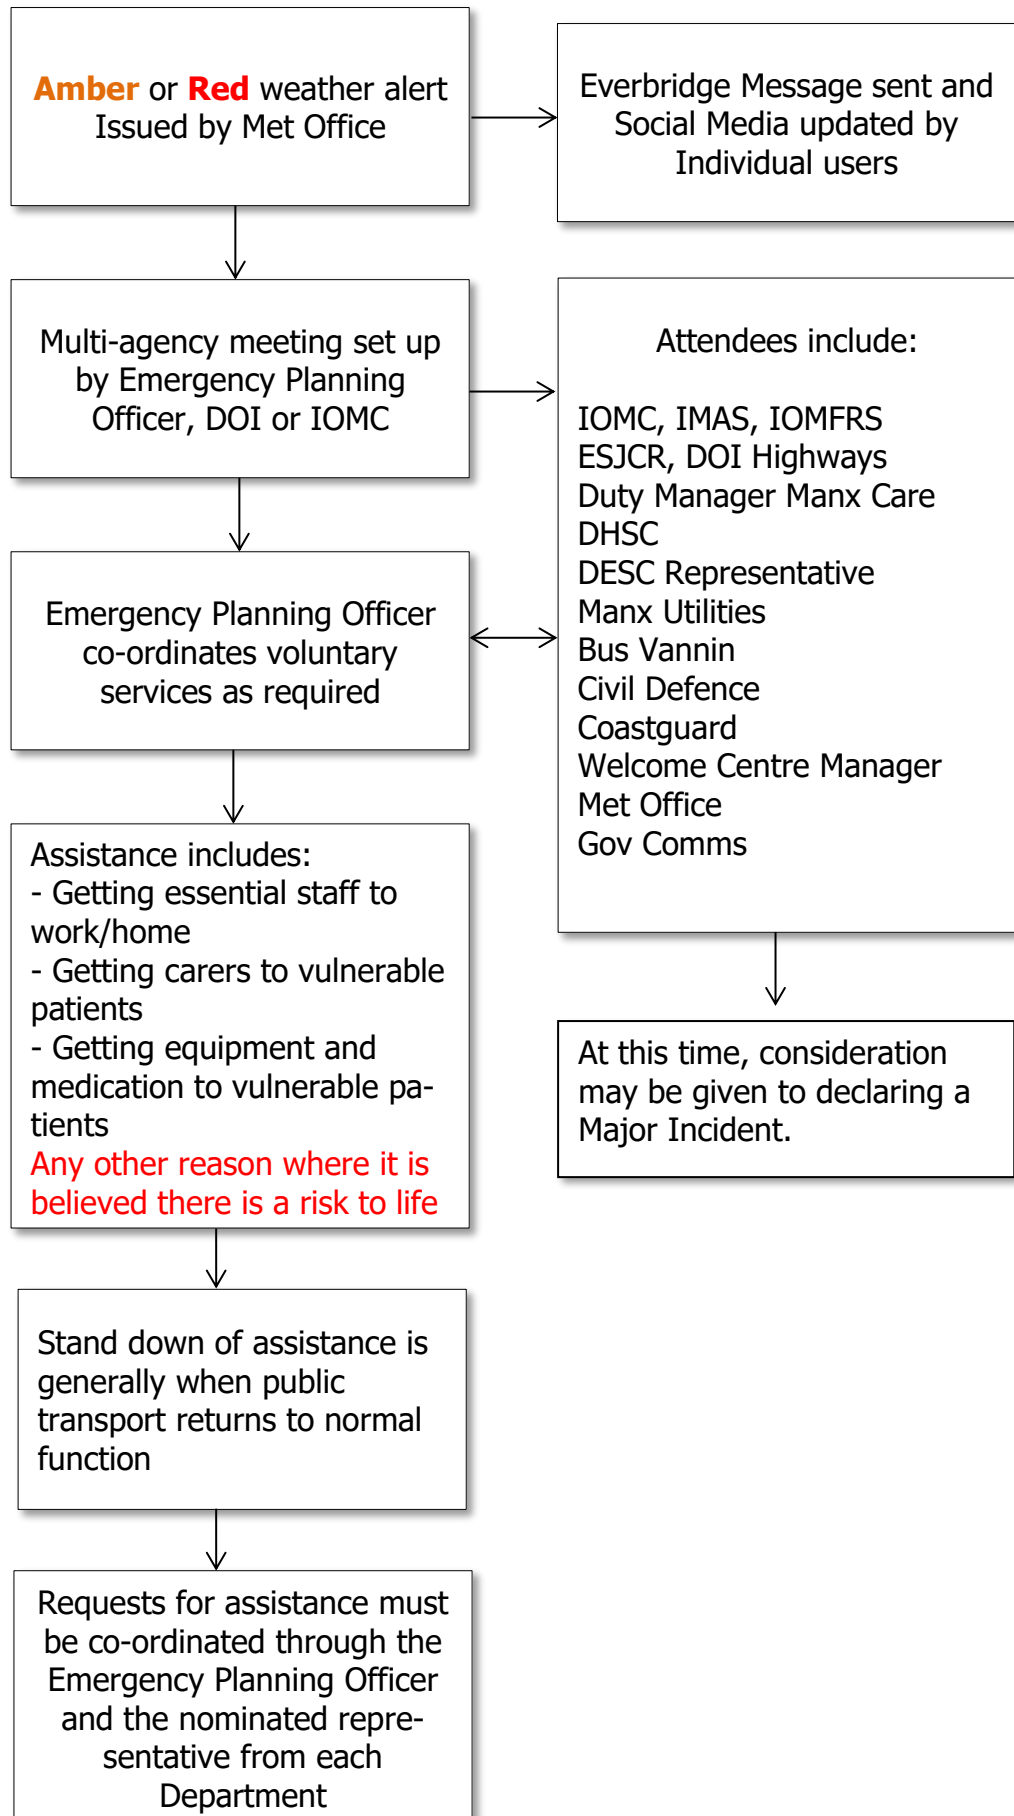 Amber or Red weather alert
Issued by Met Office
Everbridge Message sent and
Social Media updated by
Individual users
Multi-agency meeting set up
by Emergency Planning
Officer, DOI or IOMC
Attendees include:
IOMC, IMAS, IOMFRS
ESJCR, DOI Highways
Duty Manager Manx Care
DHSC
DESC Representative
Manx Utilities
Bus Vannin
Civil Defence
Coastguard
Welcome Centre Manager
Met Office
Gov Comms
Emergency Planning Officer
co-ordinates voluntary
services as required
Assistance includes:
- Getting essential staff to
work/home
- Getting carers to vulnerable
patients
- Getting equipment and
medication to vulnerable pa-
tients
Any other reason where it is
believed there is a risk to life
At this time, consideration
may be given to declaring a
Major Incident.
Stand down of assistance is
generally when public
transport returns to normal
function
Requests for assistance must
be co-ordinated through the
Emergency Planning Officer
and the nominated repre-
sentative from each
Department